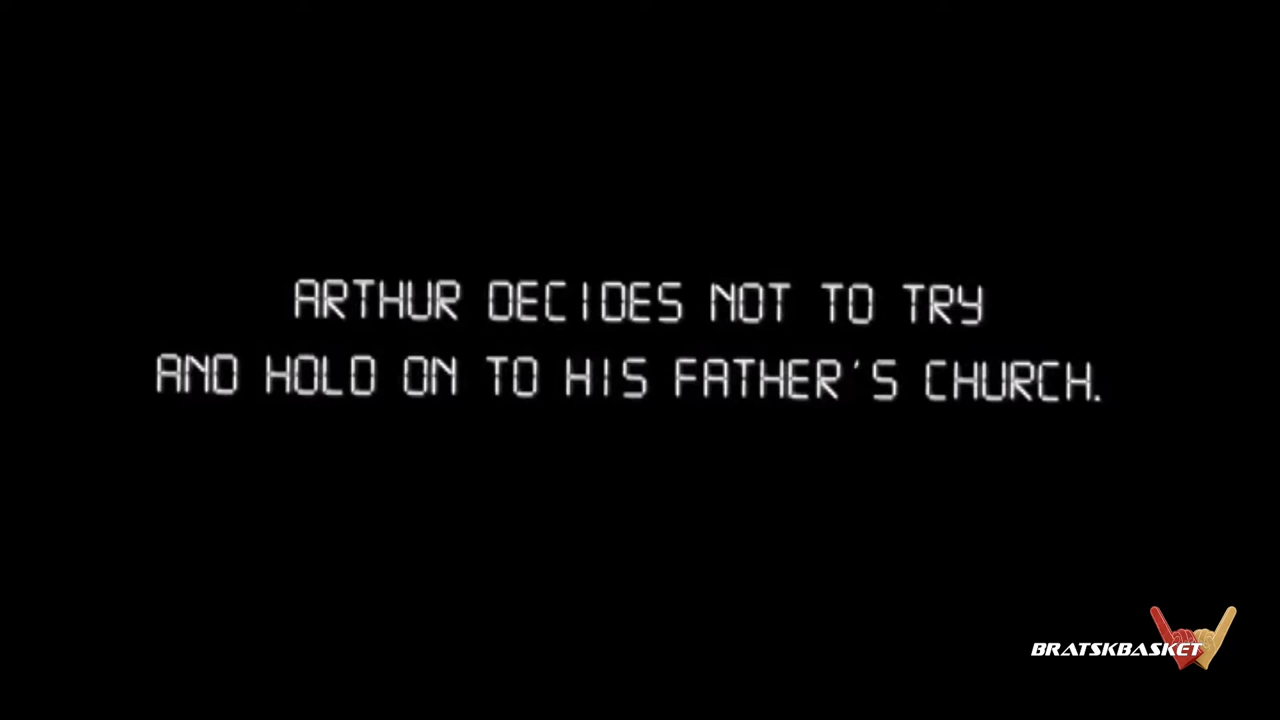 ARTHUR DECIDES NOT TO TRY
AND HOLD ON TO HIS FATHER'S CHURCH.
BRATSKBASKET